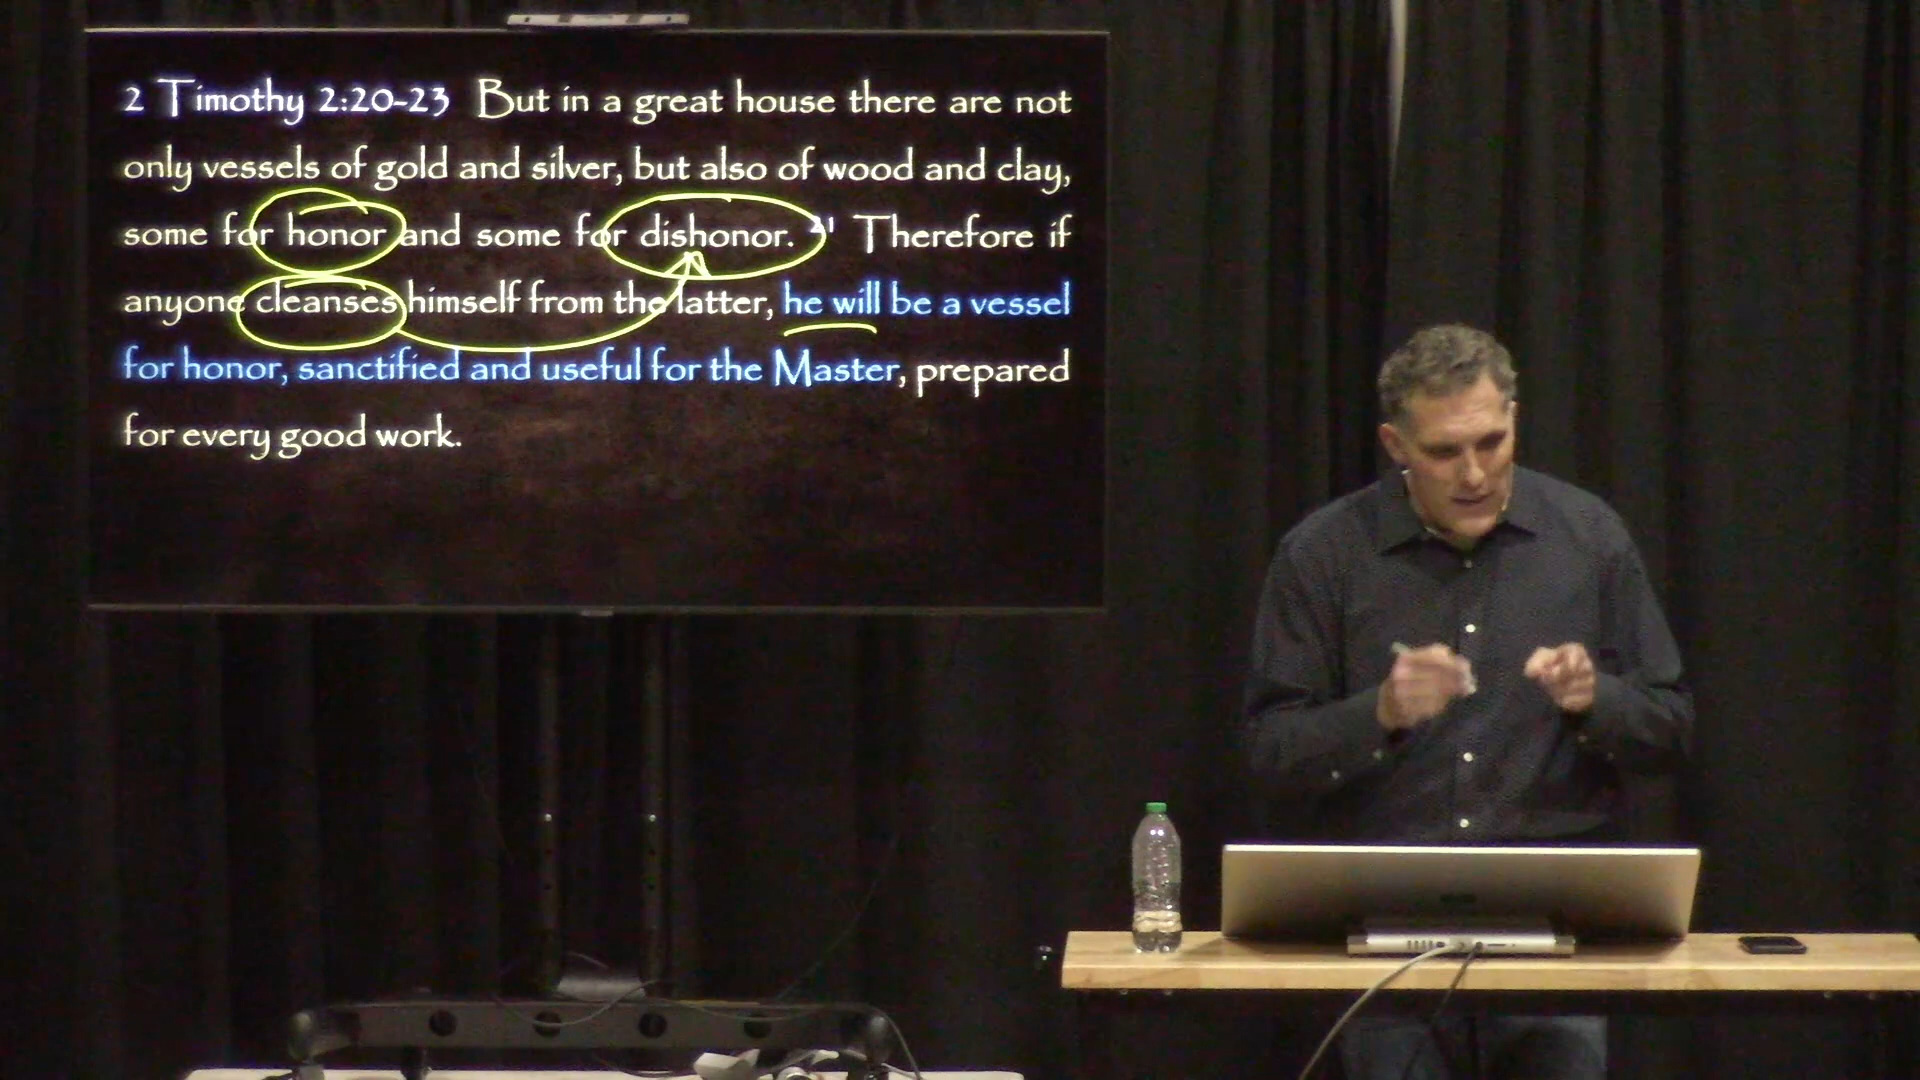 2 Timothy 2:20-23 But in a great house there are not
only vessels of gold and silver, but also of wood and clay,
some for honor and some for dishonor. 21 Therefore if
anyone cleanses himself from the latter, he will be a vessel
for honor, sanctified and useful for the Master, prepared
for every good work.